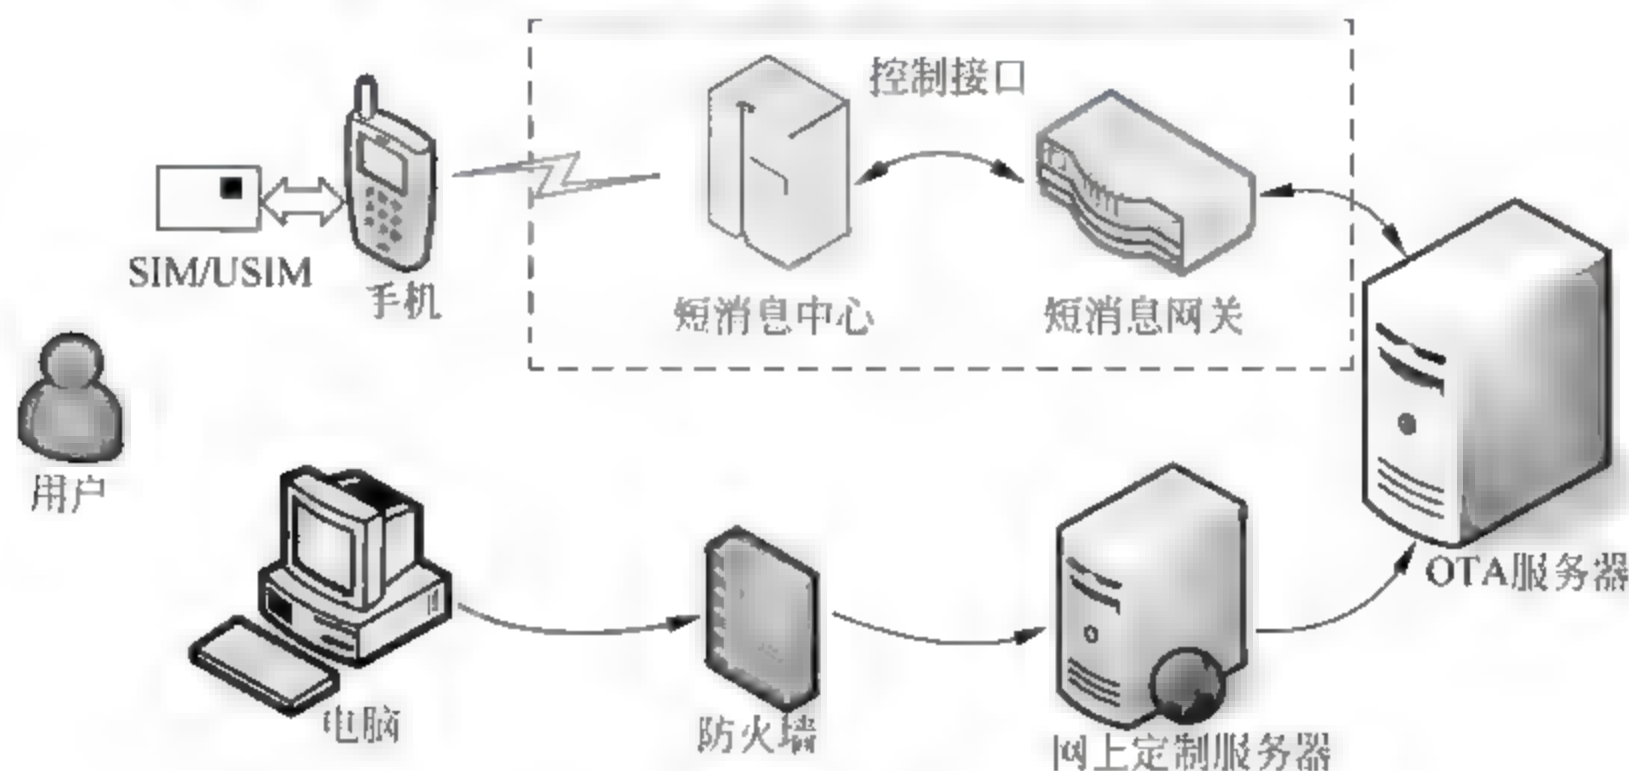 控制接口
SIM/USIM
手机
短消息中心
短消息网关
用户
OTA服务器
电脑
防火墙
网上定制服务器